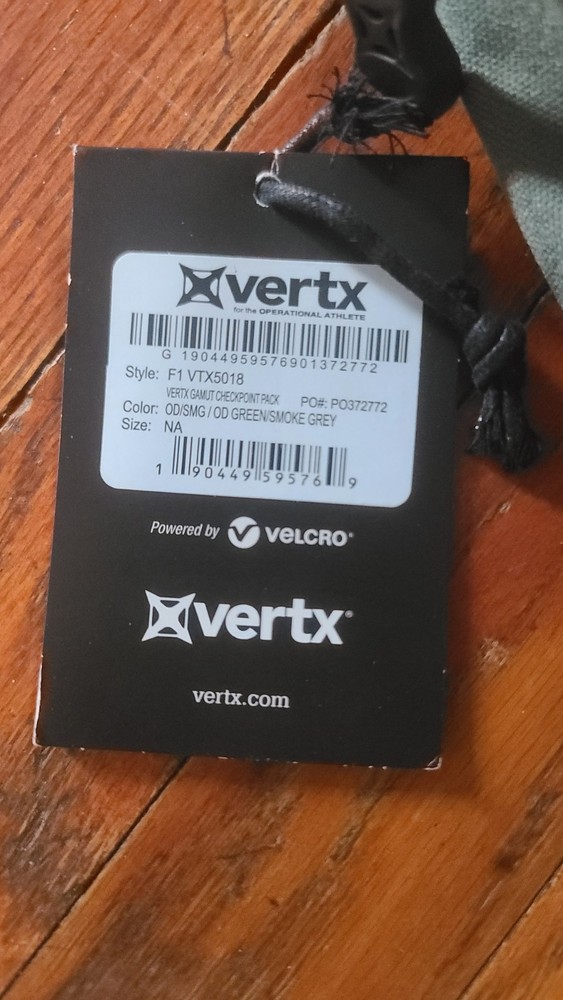 vertx
for the OPERATIONAL ATHLETE
G 19044959576901372772
Style: F1 VTX5018
VERTX GAMUT CHECKPOINT PACK PO#: PO372772
Color: OD/SMG / OD GREEN/SMOKE GREY
Size: NA
1 90449 59576 9
Powered by VELCRO®
vertx®
vertx.com